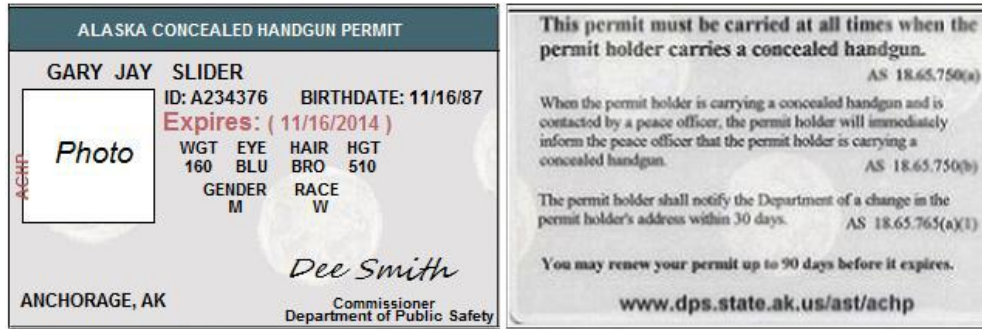 ALASKA CONCEALED HANDGUN PERMIT
GARY JAY SLIDER
ID: A234376 BIRTHDATE: 11/16/87
Expires: ( 11/16/2014 )
WGT EYE HAIR HGT
160 BLU BRO 510
GENDER RACE
M W
Photo
ACHP
Dee Smith
ANCHORAGE, AK
Commissioner
Department of Public Safety
This permit must be carried at all times when the
permit holder carries a concealed handgun.
AS 18.65.750(a)
When the permit holder is carrying a concealed handgun and is
contacted by a peace officer, the permit holder will immediately
inform the peace officer that the permit holder is carrying a
concealed handgun.
AS 18.65.750(b)
The permit holder shall notify the Department of a change in the
permit holder's address within 30 days.
AS 18.65.765(a)(1)
You may renew your permit up to 90 days before it expires.
www.dps.state.ak.us/ast/achp